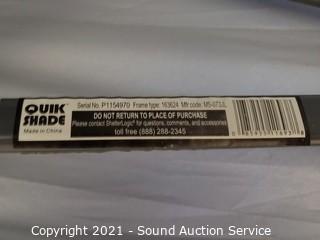 QUIK
SHADE
Made in China
Serial No. P1154970 Frame type: 163624 Mfr code: MS-073JL
DO NOT RETURN TO PLACE OF PURCHASE
Please contact ShelterLogic® for questions, comments, and accessories
toll free (888) 288-2345
Copyright 2021 - Sound Auction Service